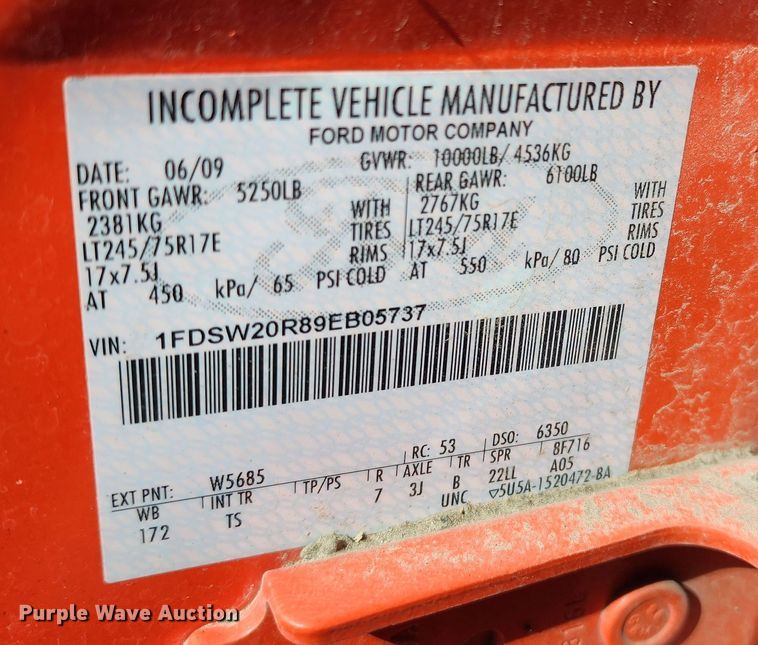 INCOMPLETE VEHICLE MANUFACTURED BY
FORD MOTOR COMPANY
DATE: 06/09 GVWR: 10000LB/ 4536KG
FRONT GAWR: 5250LB REAR GAWR: 6100LB
2381KG WITH 2767KG WITH
LT245/75R17E TIRES LT245/75R17E TIRES
17x7.5J RIMS 17x7.5J RIMS
AT 450 kPa/ 65 PSI COLD AT 550 kPa/ 80 PSI COLD
VIN: 1FDSW20R89EB05737
EXT PNT: W5685 RC: 53 DSO: 6350
WB INT TR TP/PS R AXLE TR SPR 8F716
172 TS 7 3J B 22LL A05
UNC ▽5U5A-1520472-BA
Purple Wave Auction